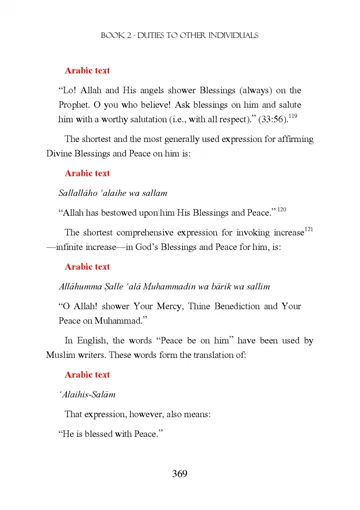 BOOK 2 - DUTIES TO OTHER INDIVIDUALS
Arabic text
“Lo! Allah and His angels shower Blessings (always) on the
Prophet. O you who believe! Ask blessings on him and salute
him with a worthy salutation (i.e., with all respect).” (33:56).119
The shortest and the most generally used expression for affirming
Divine Blessings and Peace on him is:
Arabic text
Sallallāho ‘alaihe wa sallam
“Allah has bestowed upon him His Blessings and Peace.” 120
The shortest comprehensive expression for invoking increase121
—infinite increase—in God’s Blessings and Peace for him, is:
Arabic text
Allāhumma Ṣalle ‘alā Muhammadin wa bārik wa sallim
“O Allah! shower Your Mercy, Thine Benediction and Your
Peace on Muhammad.”
In English, the words “Peace be on him” have been used by
Muslim writers. These words form the translation of:
Arabic text
‘Alaihis-Salām
That expression, however, also means:
“He is blessed with Peace.”
369